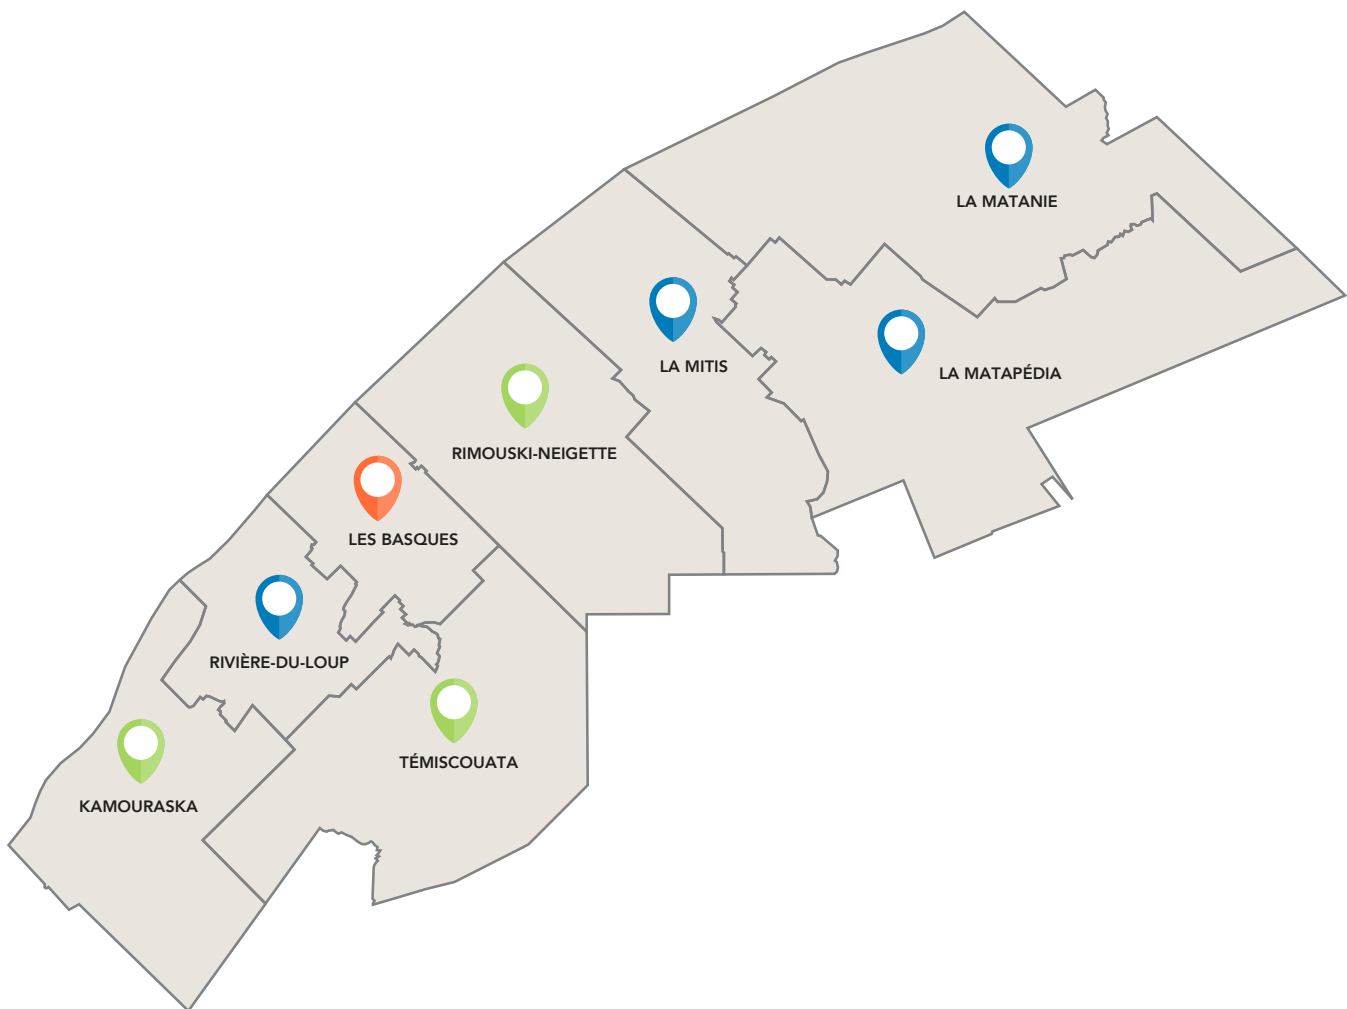 LA MATANIE
LA MITIS
LA MATAPÉDIA
RIMOUSKI-NEIGETTE
LES BASQUES
RIVIÈRE-DU-LOUP
TÉMISCOUATA
KAMOURASKA